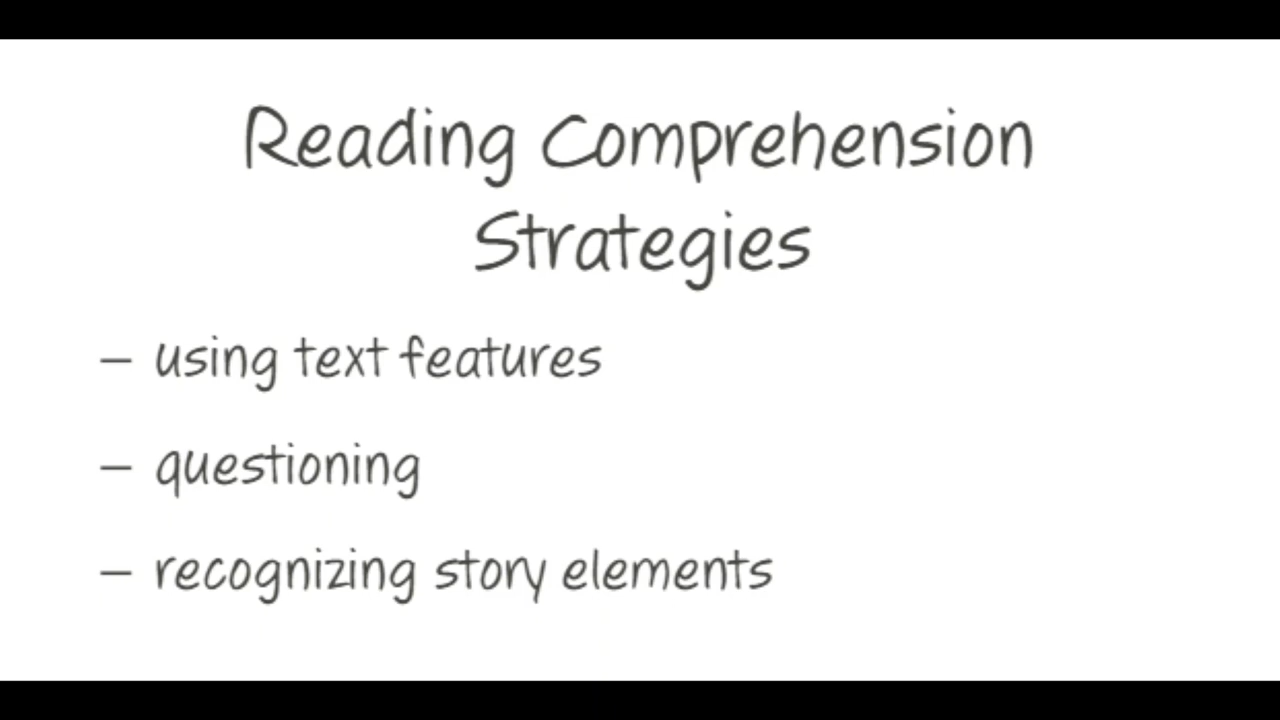 Reading Comprehension
Strategies
– using text features
– questioning
– recognizing story elements